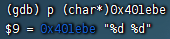 (gdb) p (char*)0x401ebe
$9 = 0x401ebe "%d %d"